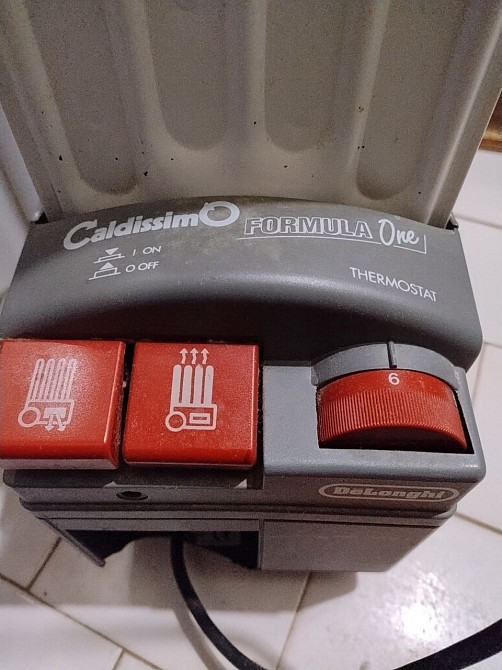 CaldissimO FORMULA One
I ON
O OFF
THERMOSTAT
6
DeLonghi